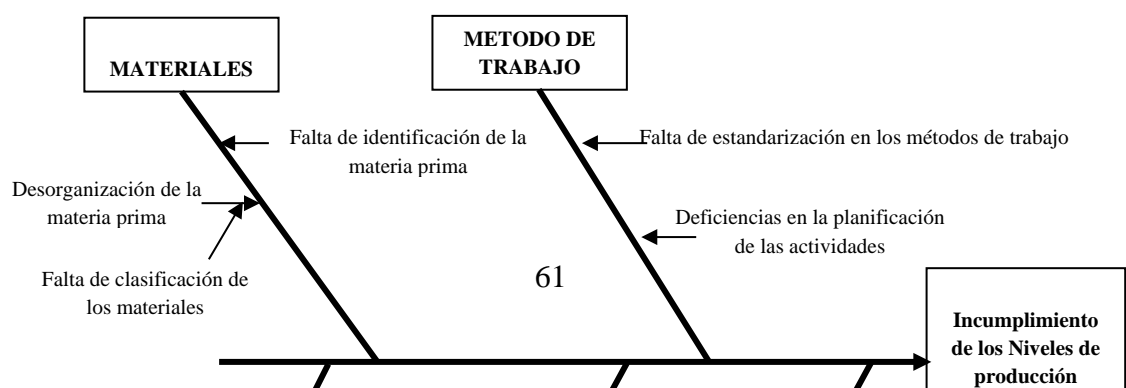 MATERIALES
METODO DE
TRABAJO
Falta de identificación de la
materia prima
Falta de estandarización en los métodos de trabajo
Desorganización de la
materia prima
Deficiencias en la planificación
de las actividades
Falta de clasificación de
los materiales
61
Incumplimiento
de los Niveles de
producción